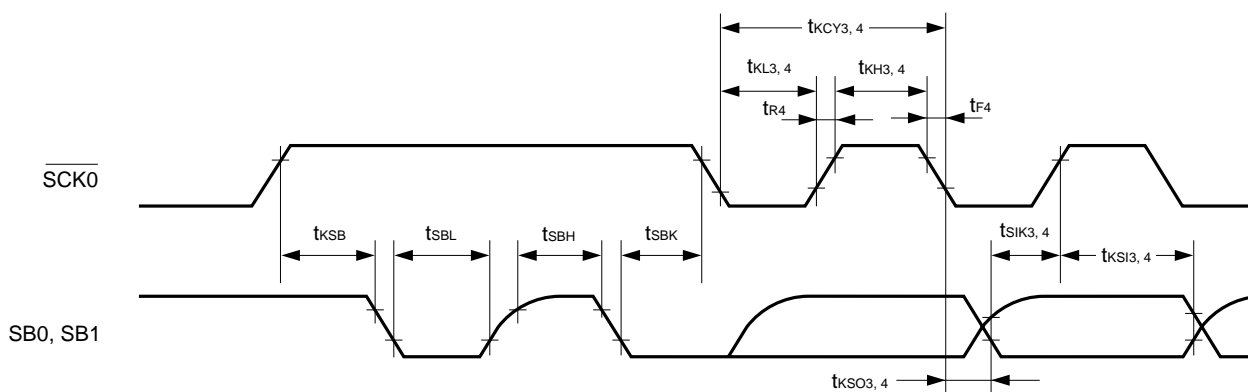 tKCY3, 4
tKL3, 4
tKH3, 4
tR4
tF4
SCK0
tKSB
tSBL
tSBH
tSBK
tSIK3, 4
tKSI3, 4
SB0, SB1
tKSO3, 4